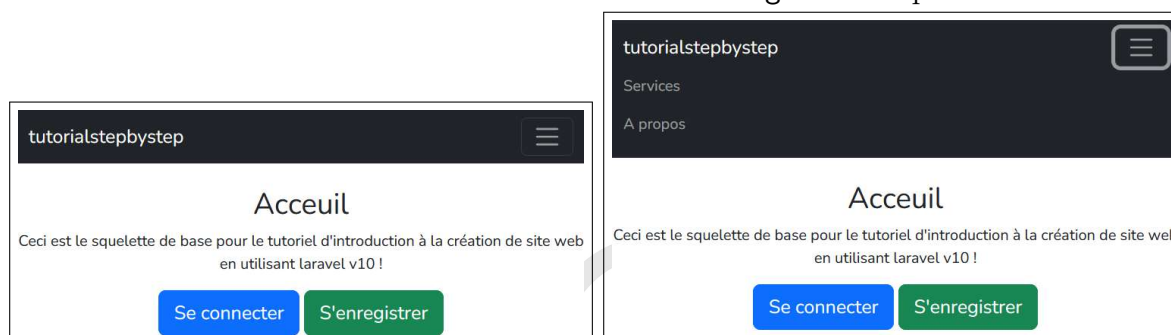 tutorialstepbystep
Acceuil
Ceci est le squelette de base pour le tutoriel d'introduction à la création de site web
en utilisant laravel v10 !
Se connecter
S'enregistrer
tutorialstepbystep
Services
A propos
Acceuil
Ceci est le squelette de base pour le tutoriel d'introduction à la création de site web
en utilisant laravel v10 !
Se connecter
S'enregistrer